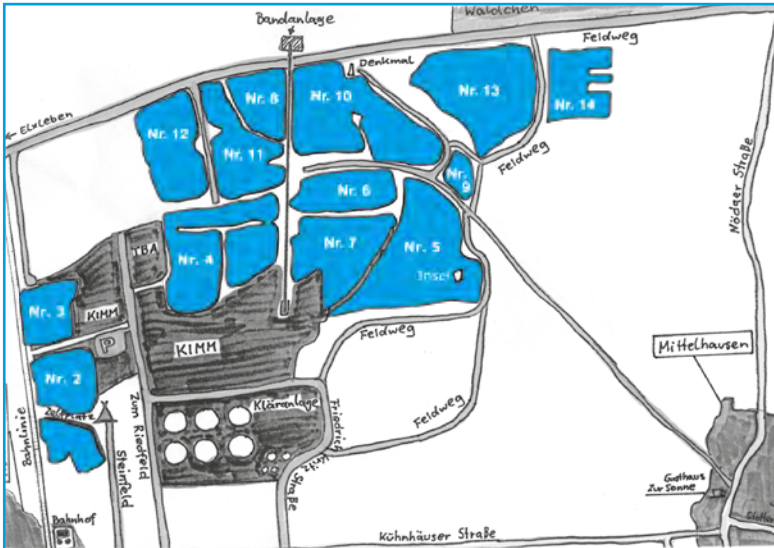 Wäldchen
Bandanlage
Feldweg
Denkmal
← Elxleben
Nr. 8
Nr. 10
Nr. 13
Nr. 14
Nr. 12
Nr. 11
Feldweg
Nr. 6
Nr. 9
Nödaer Straße
TBA
Nr. 4
Nr. 7
Nr. 5
Insel
Nr. 3
KIMM
KIMM
Feldweg
P
Mittelhausen
Nr. 2
Zeltplatz
Kläranlage
Zum Riedfeld
Feldweg
Friedrich
Straße
Bahnlinie
Steinfeld
Gasthaus
Zur Sonne
Bahnhof
Kühnhäuser Straße